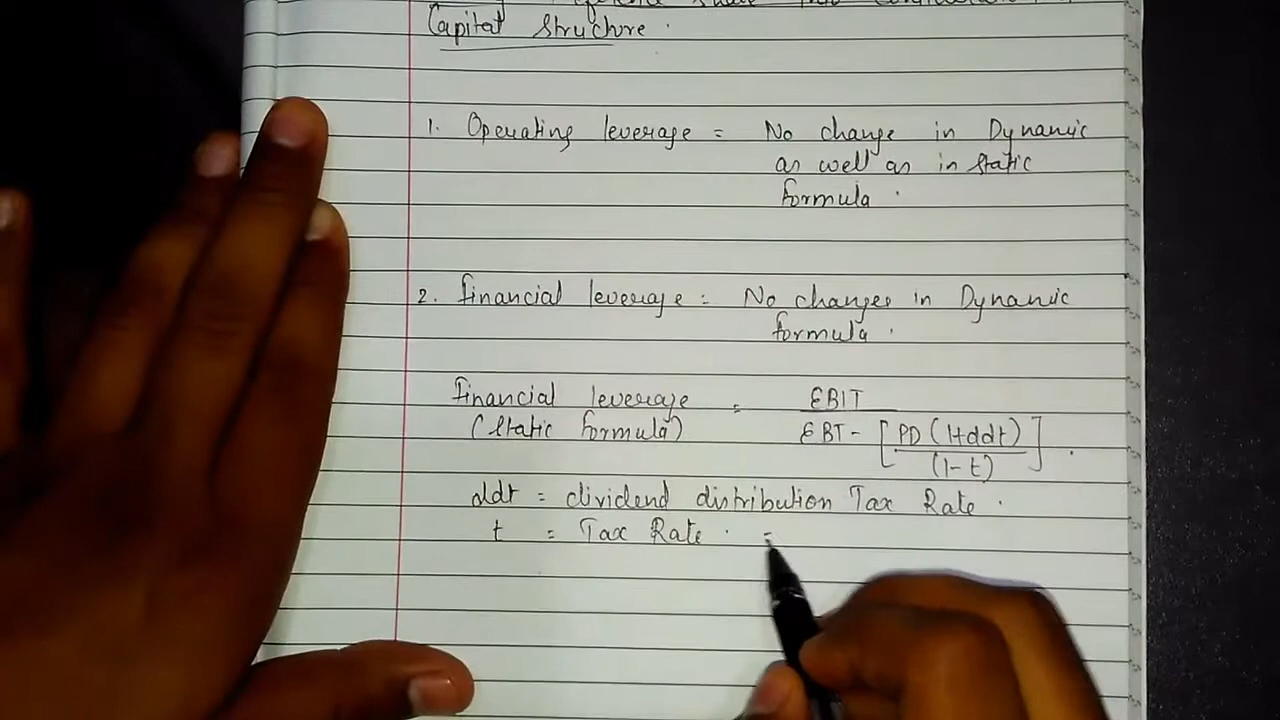 Capital Structure.
1. Operating leverage = No change in Dynamic
as well as in static
formula.
2. Financial leverage = No changes in Dynamic
formula.
Financial leverage = EBIT
(Static formula) EBT - [PD (1+ddt)]
(1-t)
ddt = dividend distribution Tax Rate.
t = Tax Rate. =